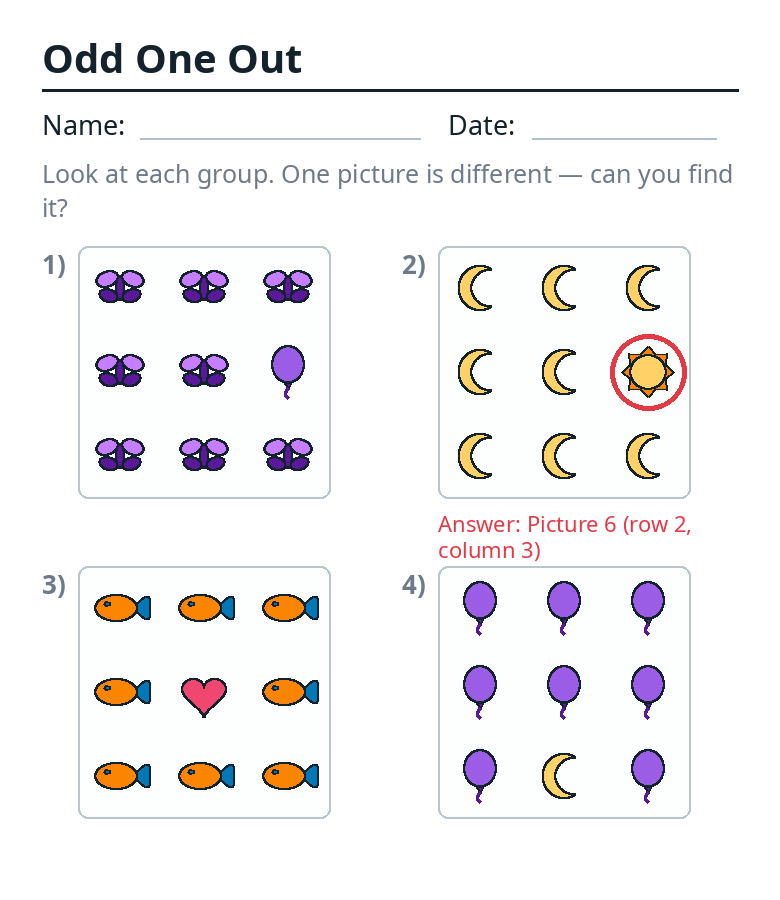 Odd One Out
Name: Date:
Look at each group. One picture is different — can you find
it?
1)
2)
Answer: Picture 6 (row 2,
column 3)
3)
4)